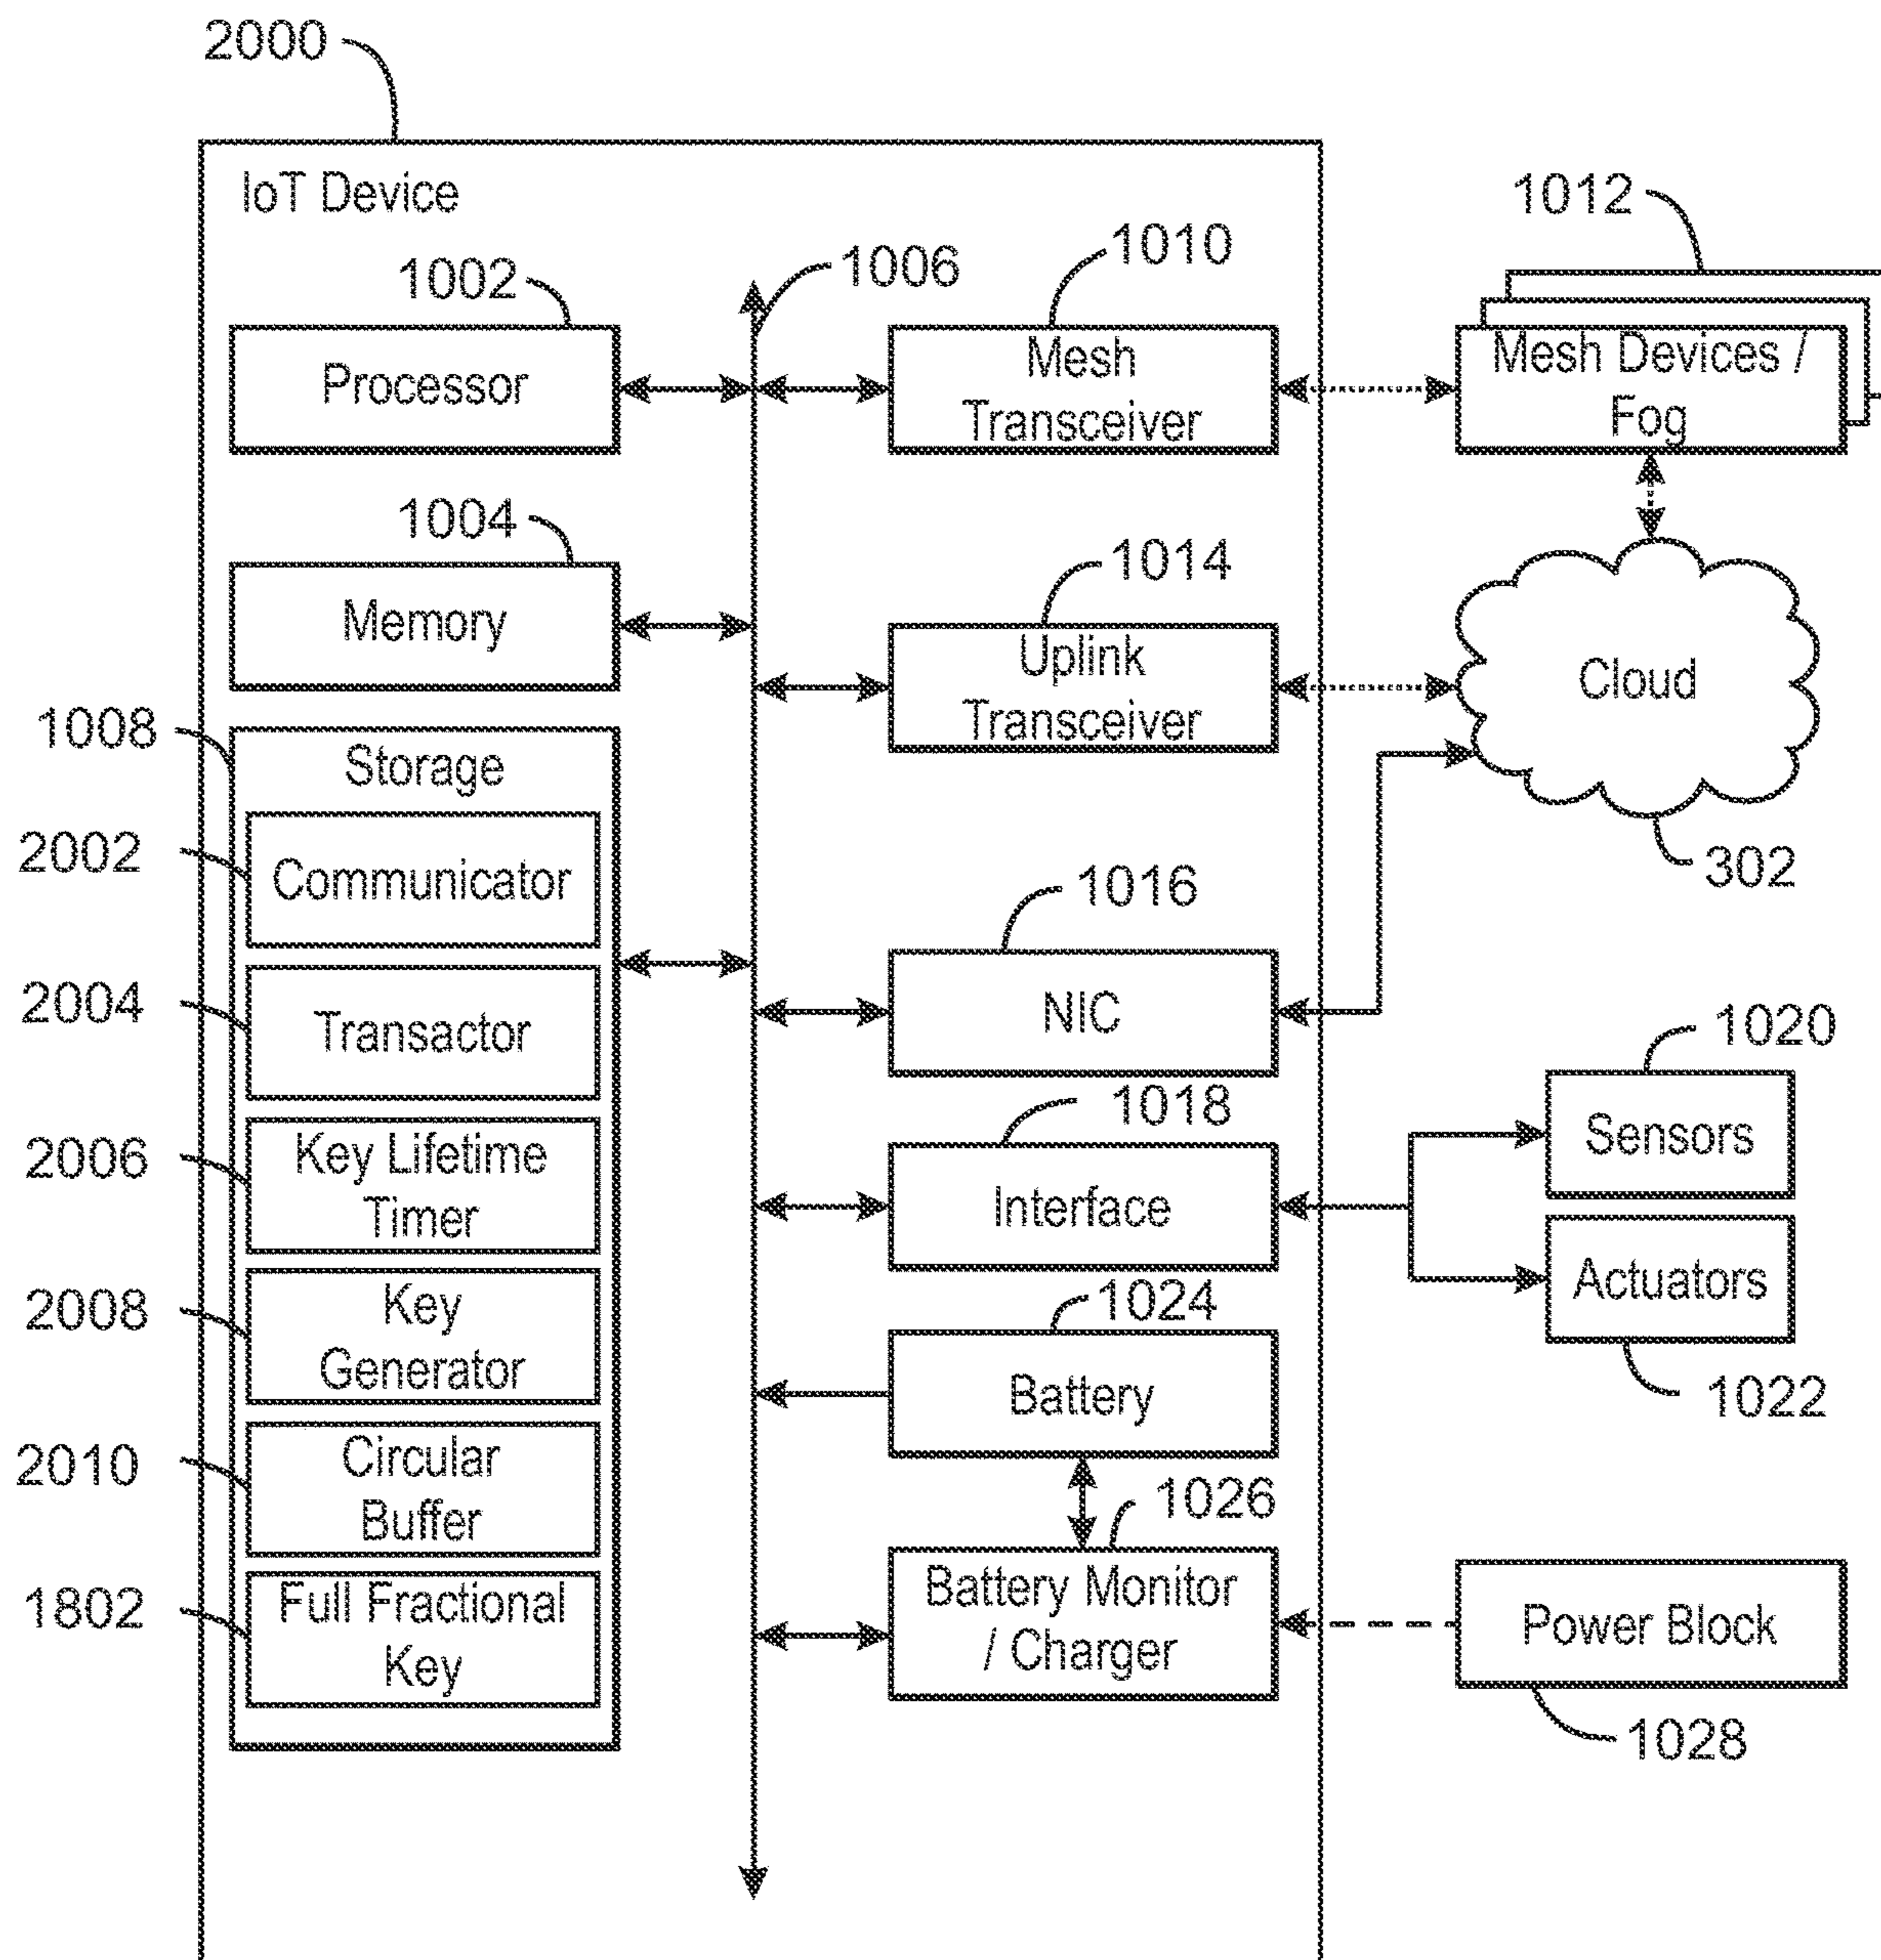 2000
IoT Device
1012
1010
1006
1002
Processor
Mesh
Transceiver
Mesh Devices /
Fog
1004
Memory
1014
Uplink
Transceiver
Cloud
302
1008
Storage
2002
Communicator
1016
NIC
2004
Transactor
1020
Sensors
1018
Interface
2006
Key Lifetime
Timer
Actuators
1022
2008
Key
Generator
1024
Battery
2010
Circular
Buffer
1026
Battery Monitor
/ Charger
Power Block
1028
1802
Full Fractional
Key